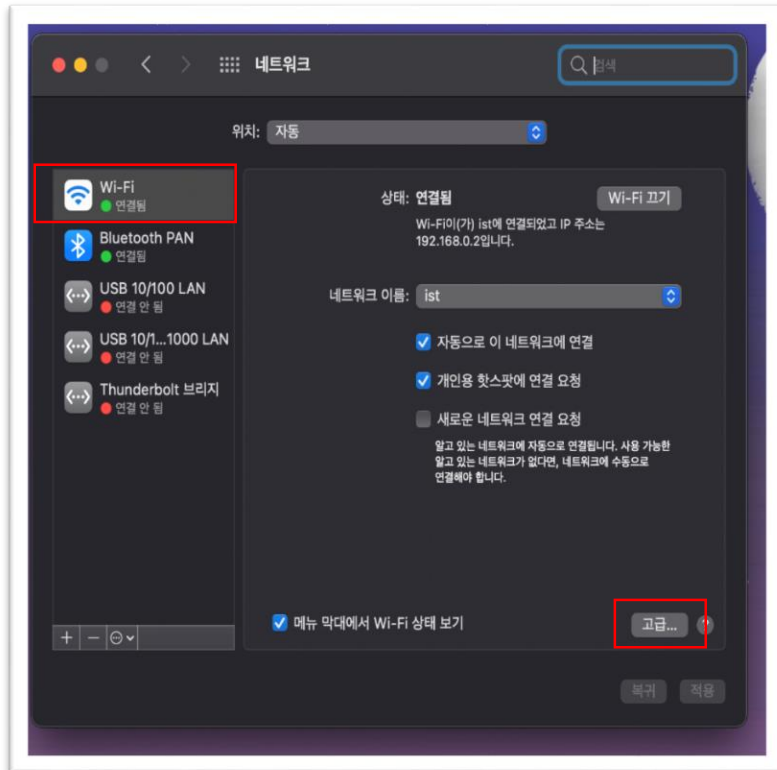 네트워크
검색
위치: 자동
Wi-Fi
연결됨
Bluetooth PAN
연결됨
USB 10/100 LAN
연결 안 됨
USB 10/1...1000 LAN
연결 안 됨
Thunderbolt 브리지
연결 안 됨
상태: 연결됨
Wi-Fi 끄기
Wi-Fi이(가) ist에 연결되었고 IP 주소는
192.168.0.2입니다.
네트워크 이름: ist
자동으로 이 네트워크에 연결
개인용 핫스팟에 연결 요청
새로운 네트워크 연결 요청
알고 있는 네트워크에 자동으로 연결됩니다. 사용 가능한
알고 있는 네트워크가 없다면, 네트워크에 수동으로
연결해야 합니다.
메뉴 막대에서 Wi-Fi 상태 보기
고급...
?
복귀
적용